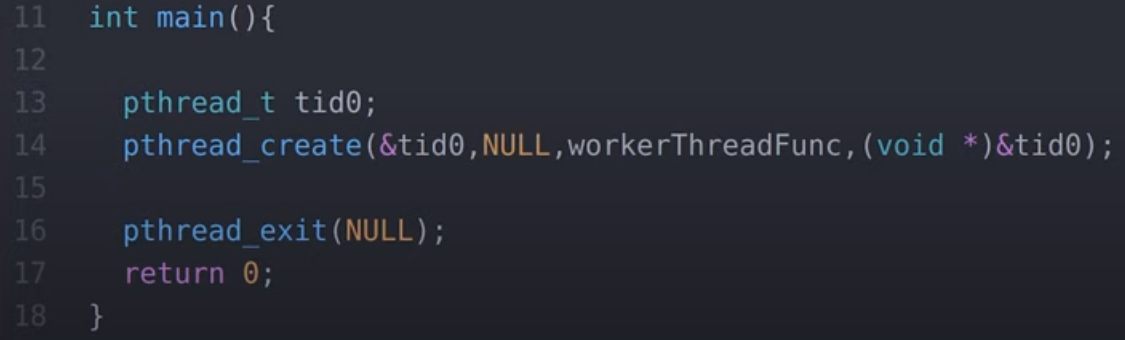 11 int main(){
12
13 pthread_t tid0;
14 pthread_create(&tid0,NULL,workerThreadFunc,(void *)&tid0);
15
16 pthread_exit(NULL);
17 return 0;
18 }